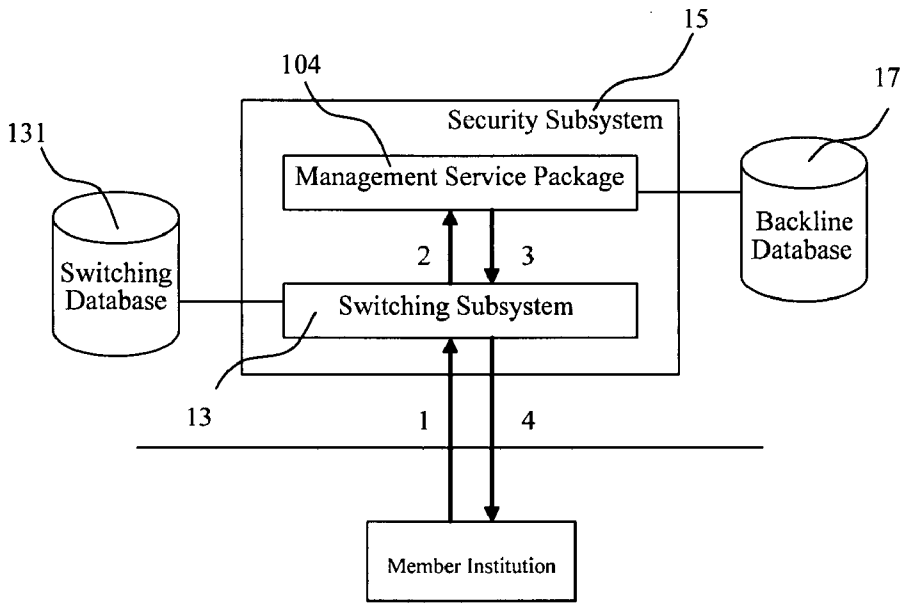 15
104
17
Security Subsystem
131
Management Service Package
Backline
Database
2
3
Switching
Database
Switching Subsystem
13
1
4
Member Institution